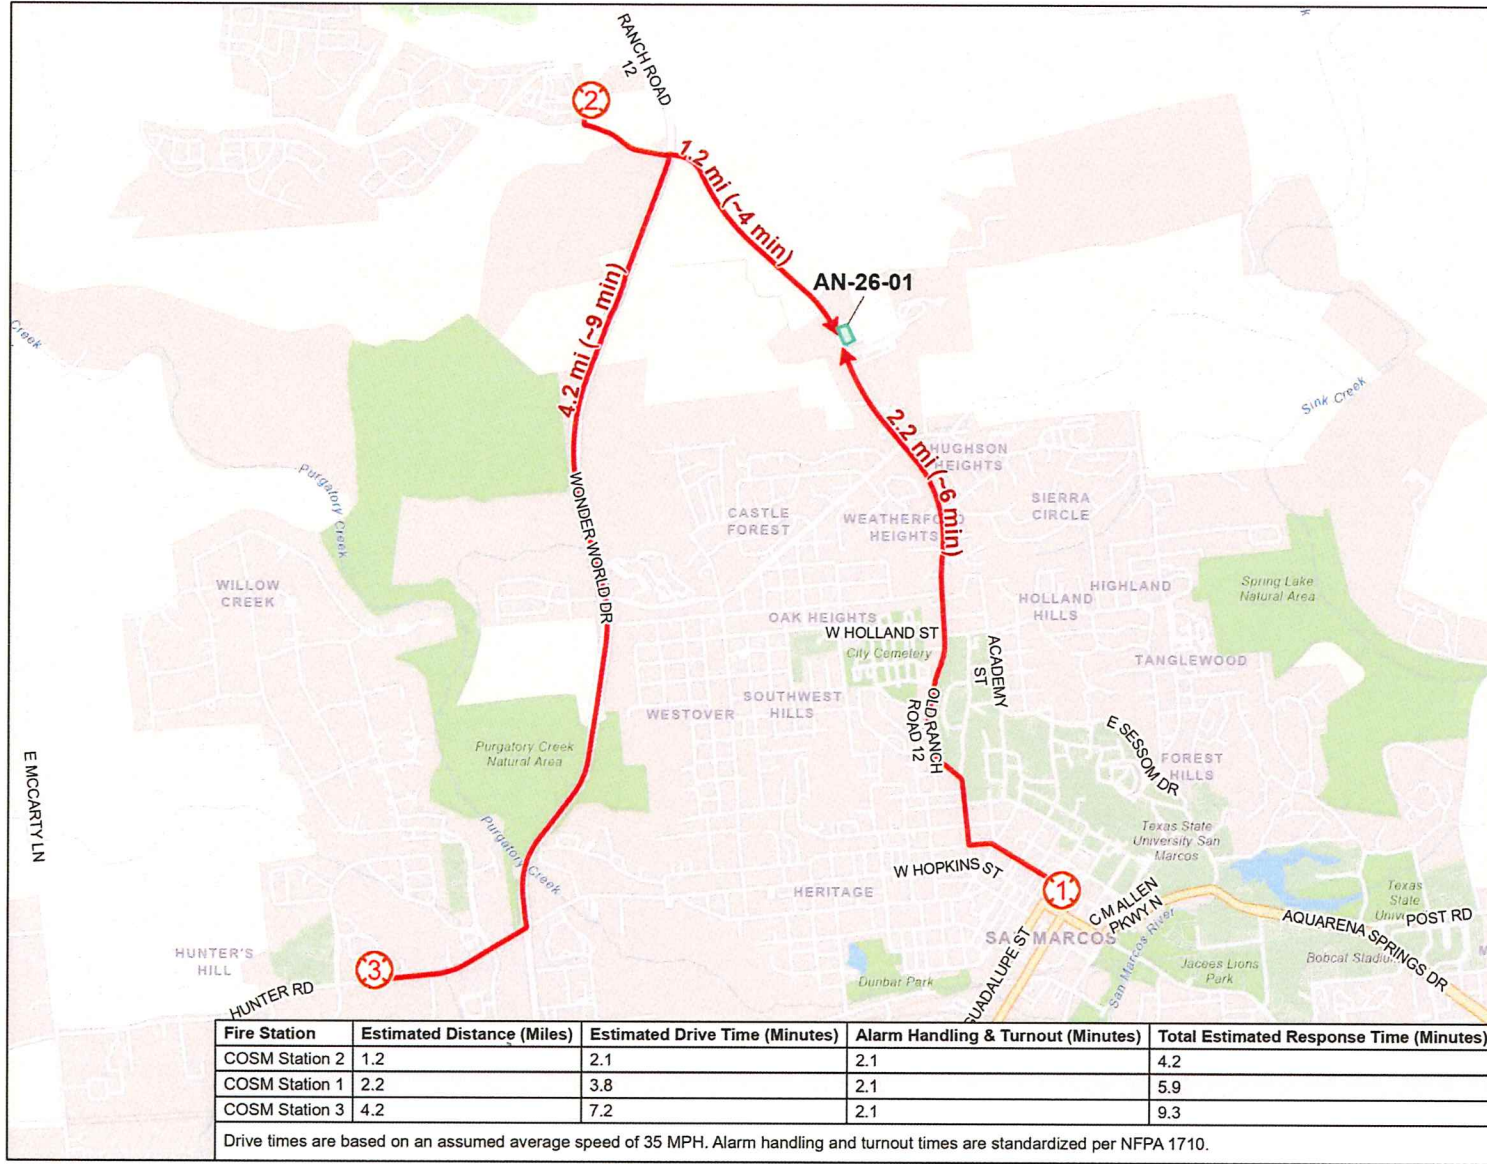 RANCH ROAD
12
2
1.2 mi (~4 min)
AN-26-01
4.2 mi (~9 min)
Creek
Sink Creek
2.2 mi (~6 min)
HUGHSON
HEIGHTS
Purgatory Creek
CASTLE
FOREST
WEATHERFORD
HEIGHTS
SIERRA
CIRCLE
WONDER WORLD DR
WILLOW
CREEK
HIGHLAND
HOLLAND
HILLS
Spring Lake
Natural Area
OAK HEIGHTS
W HOLLAND ST
City Cemetery
ACADEMY
ST
TANGLEWOOD
SOUTHWEST
HILLS
WESTOVER
OLD RANCH
ROAD 12
E SESSOM DR
FOREST
HILLS
Purgatory Creek
Natural Area
E MCCARTY LN
Purgatory Creek
Texas State
University San
Marcos
W HOPKINS ST
HERITAGE
1
C M ALLEN
PKWY N
Texas
State
POST RD
AQUARENA SPRINGS DR
SAN MARCOS
San Marcos River
HUNTER'S
HILL
3
Dunbar Park
GUADALUPE ST
Jaycees Lions
Park
Bobcat Stadium
HUNTER RD
Fire Station Estimated Distance (Miles) Estimated Drive Time (Minutes) Alarm Handling & Turnout (Minutes) Total Estimated Response Time (Minutes)
COSM Station 2 1.2 2.1 2.1 4.2
COSM Station 1 2.2 3.8 2.1 5.9
COSM Station 3 4.2 7.2 2.1 9.3
Drive times are based on an assumed average speed of 35 MPH. Alarm handling and turnout times are standardized per NFPA 1710.